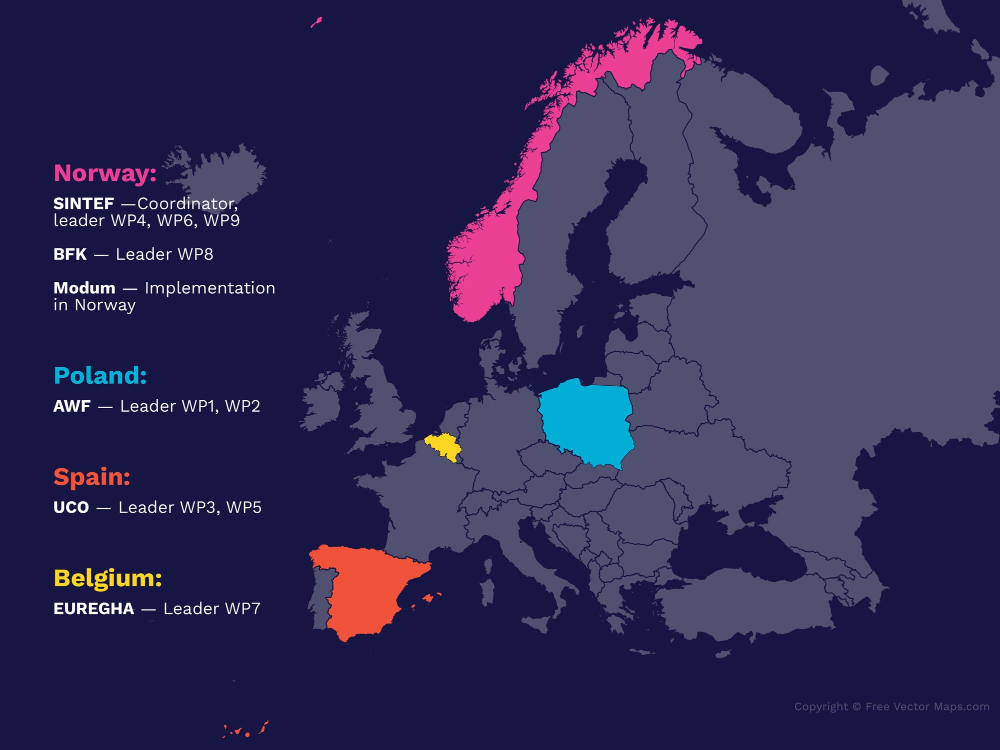 Norway:
SINTEF —Coordinator,
leader WP4, WP6, WP9
BFK — Leader WP8
Modum — Implementation
in Norway
Poland:
AWF — Leader WP1, WP2
Spain:
UCO — Leader WP3, WP5
Belgium:
EUREGHA — Leader WP7
Copyright © Free Vector Maps.com